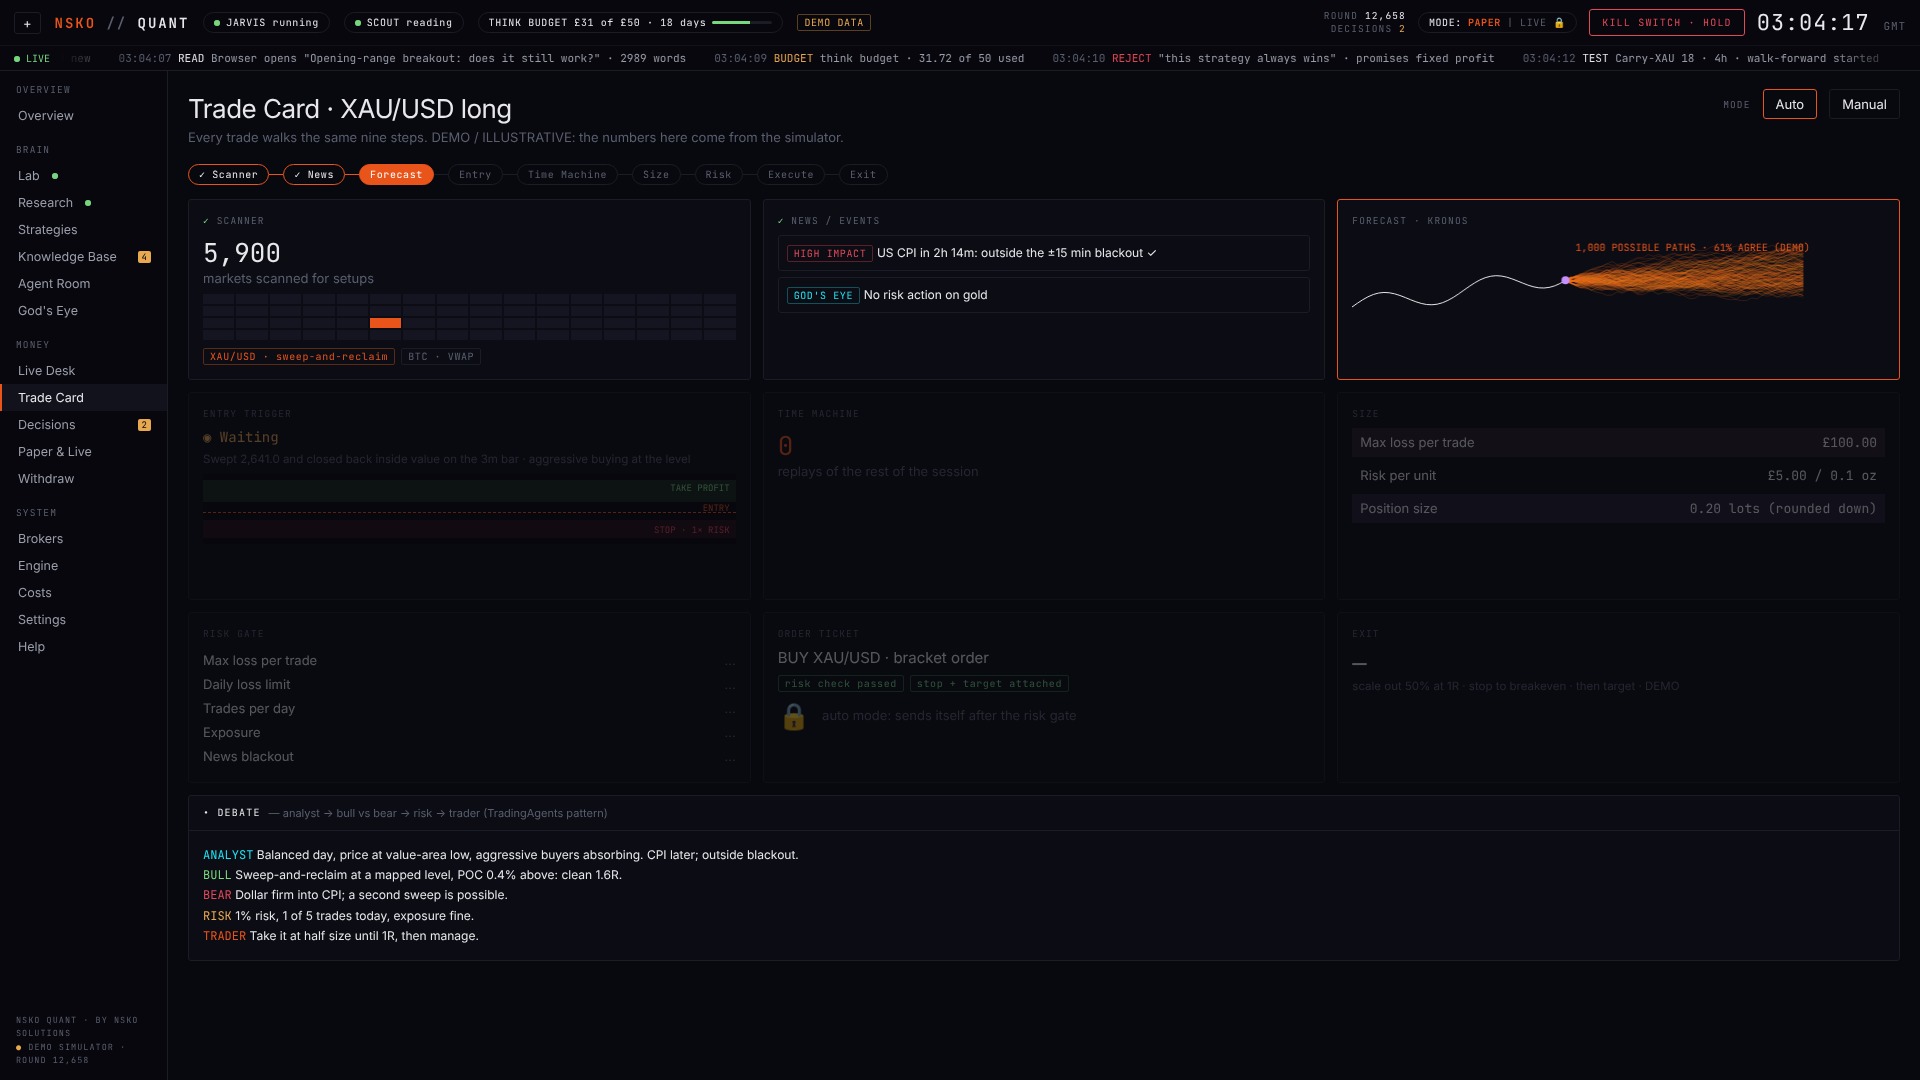 + NSKO // QUANT JARVIS running SCOUT reading THINK BUDGET £31 of £50 · 18 days DEMO DATA ROUND 12,658 DECISIONS 2 MODE: PAPER | LIVE 🔒 KILL SWITCH · HOLD 03:04:17 GMT
LIVE new 03:04:07 READ Browser opens "Opening-range breakout: does it still work?" · 2989 words 03:04:09 BUDGET think budget · 31.72 of 50 used 03:04:10 REJECT "this strategy always wins" · promises fixed profit 03:04:12 TEST Carry-XAU 18 · 4h · walk-forward started
OVERVIEW
Overview
BRAIN
Lab
Research
Strategies
Knowledge Base 4
Agent Room
God's Eye
MONEY
Live Desk
Trade Card
Decisions 2
Paper & Live
Withdraw
SYSTEM
Brokers
Engine
Costs
Settings
Help
NSKO QUANT · BY NSKO
SOLUTIONS
DEMO SIMULATOR ·
ROUND 12,658
Trade Card · XAU/USD long
Every trade walks the same nine steps. DEMO / ILLUSTRATIVE: the numbers here come from the simulator.
MODE Auto Manual
✓ Scanner ✓ News Forecast Entry Time Machine Size Risk Execute Exit
✓ SCANNER
5,900
markets scanned for setups
XAU/USD · sweep-and-reclaim BTC · VWAP
✓ NEWS / EVENTS
HIGH IMPACT US CPI in 2h 14m: outside the ±15 min blackout ✓
GOD'S EYE No risk action on gold
FORECAST · KRONOS
1,000 POSSIBLE PATHS · 61% AGREE (DEMO)
ENTRY TRIGGER
◉ Waiting
Swept 2,641.0 and closed back inside value on the 3m bar · aggressive buying at the level
TAKE PROFIT
ENTRY
STOP · 1× RISK
TIME MACHINE
0
replays of the rest of the session
SIZE
Max loss per trade £100.00
Risk per unit £5.00 / 0.1 oz
Position size 0.20 lots (rounded down)
RISK GATE
Max loss per trade ...
Daily loss limit ...
Trades per day ...
Exposure ...
News blackout ...
ORDER TICKET
BUY XAU/USD · bracket order
risk check passed stop + target attached
🔒 auto mode: sends itself after the risk gate
EXIT
—
scale out 50% at 1R · stop to breakeven · then target · DEMO
• DEBATE — analyst → bull vs bear → risk → trader (TradingAgents pattern)
ANALYST Balanced day, price at value-area low, aggressive buyers absorbing. CPI later; outside blackout.
BULL Sweep-and-reclaim at a mapped level, POC 0.4% above: clean 1.6R.
BEAR Dollar firm into CPI; a second sweep is possible.
RISK 1% risk, 1 of 5 trades today, exposure fine.
TRADER Take it at half size until 1R, then manage.